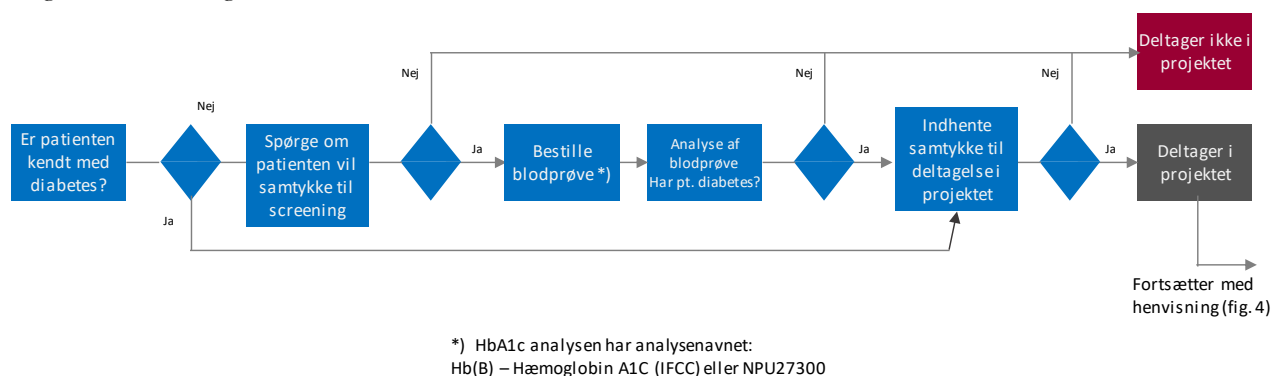 Deltager ikke i
projektet
Nej
Nej
Nej
Nej
Er patienten
kendt med
diabetes?
Spørge om
patienten vil
samtykke til
screening
Ja
Bestille
blodprøve *)
Analyse af
blodprøve
Har pt. diabetes?
Ja
Indhente
samtykke til
deltagelse i
projektet
Ja
Deltager i
projektet
Ja
Fortsætter med
henvisning (fig. 4)
*) HbA1c analysen har analysenavnet:
Hb(B) – Hæmoglobin A1C (IFCC) eller NPU27300